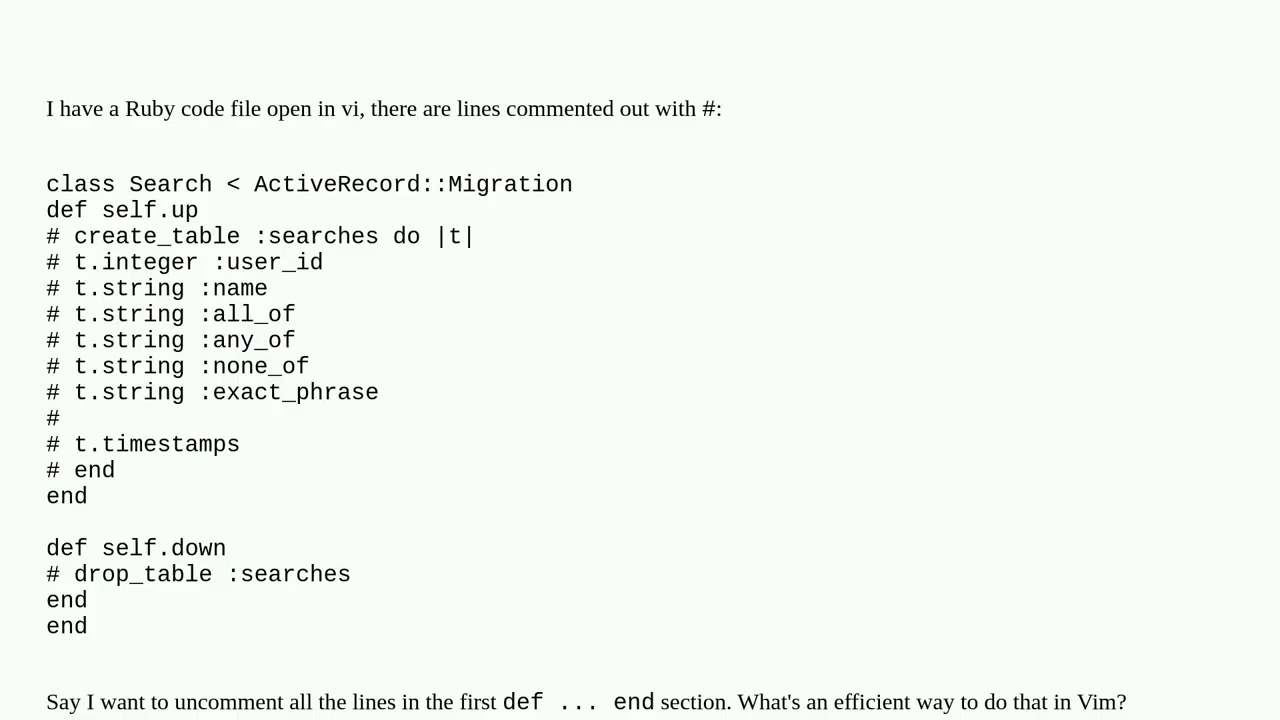 I have a Ruby code file open in vi, there are lines commented out with #:
class Search < ActiveRecord::Migration
def self.up
# create_table :searches do |t|
# t.integer :user_id
# t.string :name
# t.string :all_of
# t.string :any_of
# t.string :none_of
# t.string :exact_phrase
#
# t.timestamps
# end
end
def self.down
# drop_table :searches
end
end
Say I want to uncomment all the lines in the first def ... end section. What's an efficient way to do that in Vim?